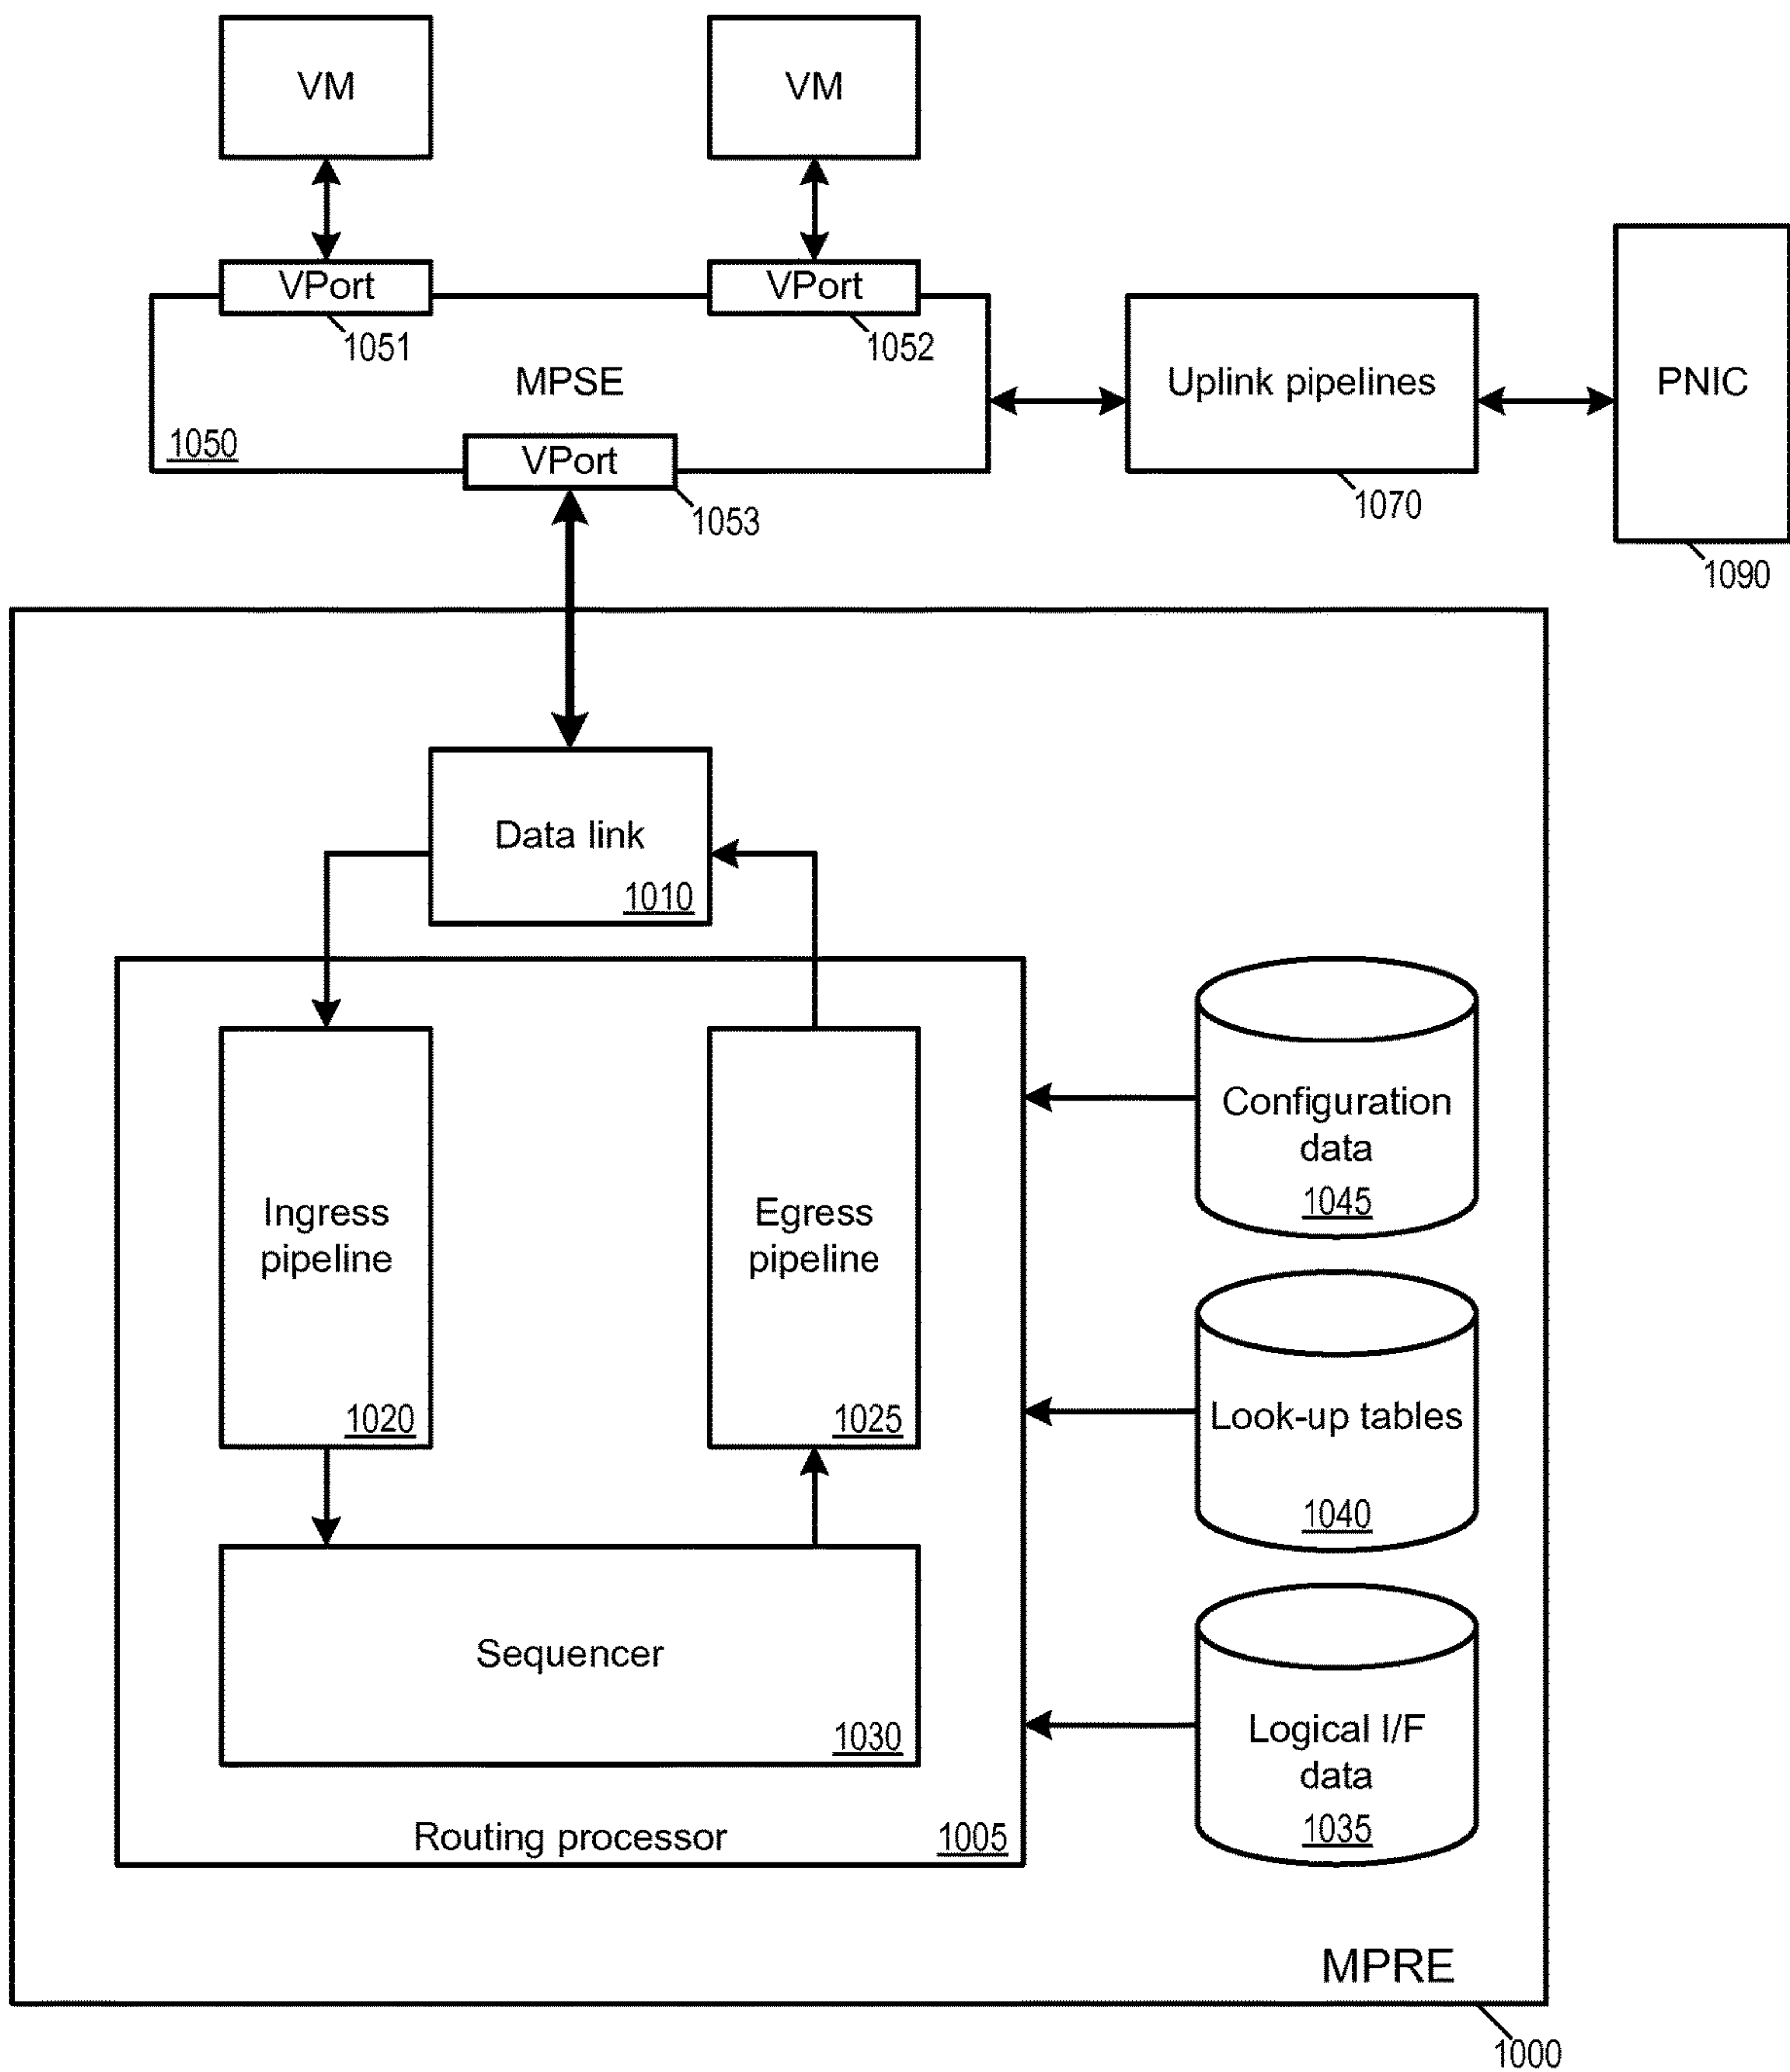 VM
VM
VPort
VPort
1051
1052
MPSE
Uplink pipelines
PNIC
1050
VPort
1053
1070
1090
Data link
1010
Configuration
data
1045
Ingress
pipeline
1020
Egress
pipeline
1025
Look-up tables
1040
Sequencer
1030
Logical I/F
data
1035
Routing processor
1005
MPRE
1000